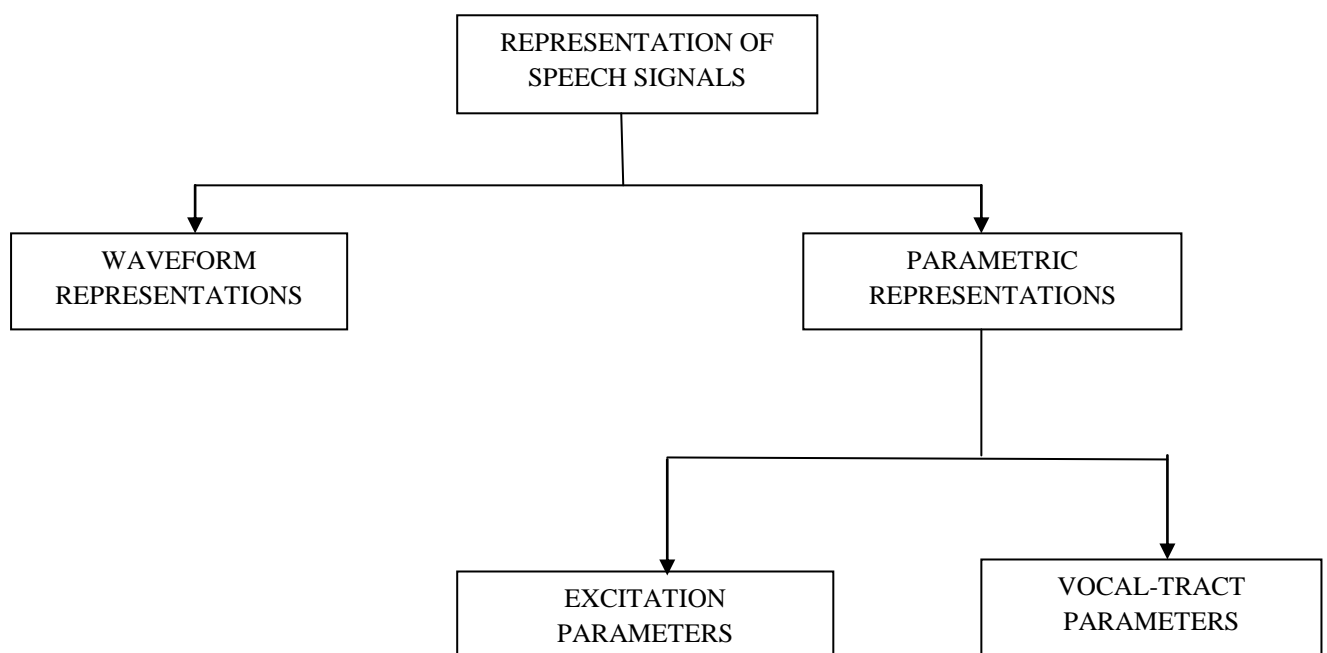 REPRESENTATION OF
SPEECH SIGNALS
WAVEFORM
REPRESENTATIONS
PARAMETRIC
REPRESENTATIONS
EXCITATION
PARAMETERS
VOCAL-TRACT
PARAMETERS